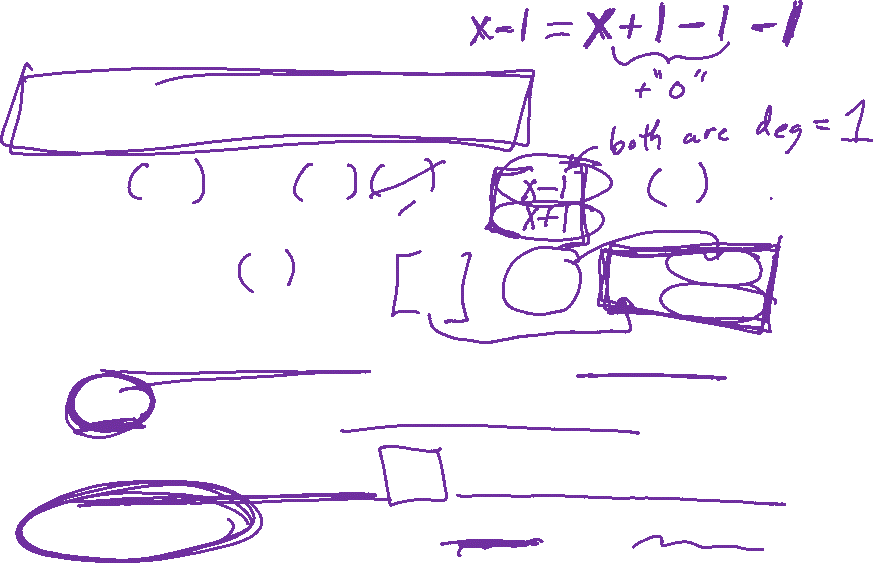 x-1 = x+1-1-1
+"0"
both are deg = 1
( ) ( ) ( ) x-1 ( )
x+1
( ) [ ]